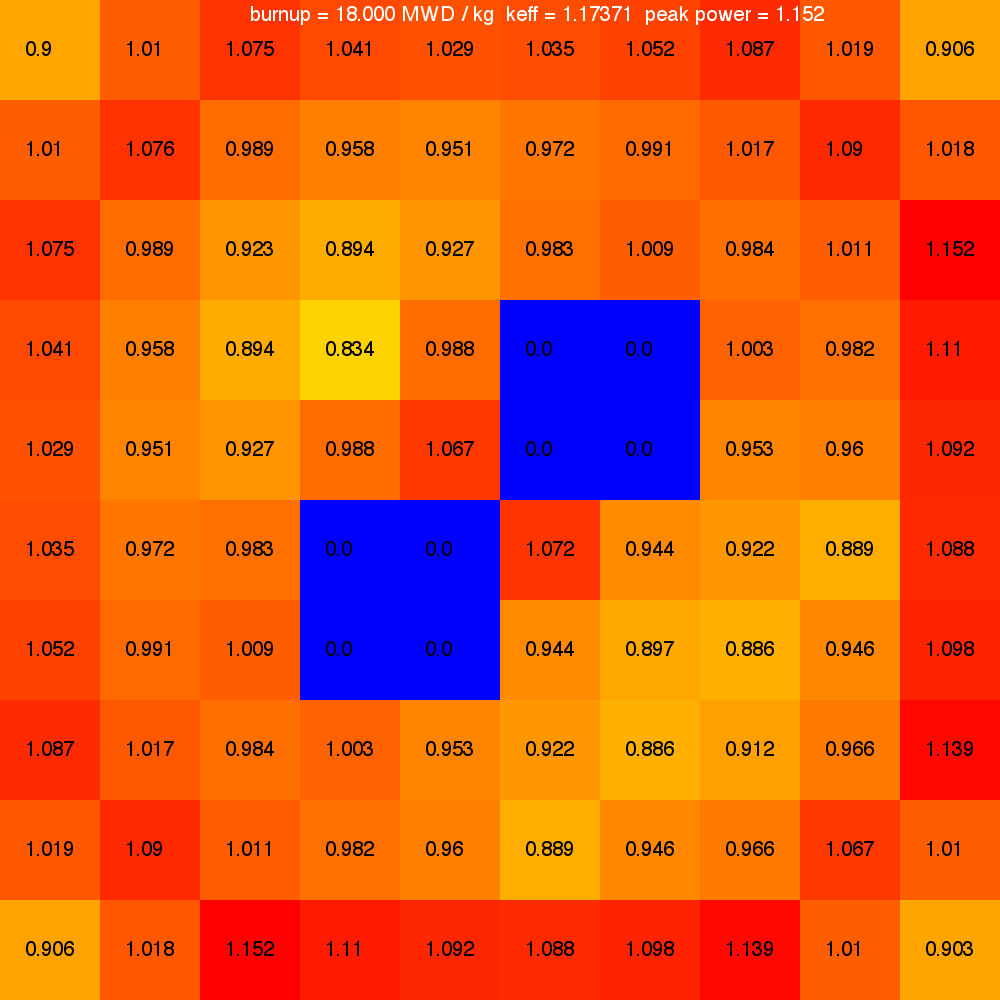 burnup = 18.000 MWD / kg keff = 1.17371 peak power = 1.152
0.9 1.01 1.075 1.041 1.029 1.035 1.052 1.087 1.019 0.906
1.01 1.076 0.989 0.958 0.951 0.972 0.991 1.017 1.09 1.018
1.075 0.989 0.923 0.894 0.927 0.983 1.009 0.984 1.011 1.152
1.041 0.958 0.894 0.834 0.988 0.0 0.0 1.003 0.982 1.11
1.029 0.951 0.927 0.988 1.067 0.0 0.0 0.953 0.96 1.092
1.035 0.972 0.983 0.0 0.0 1.072 0.944 0.922 0.889 1.088
1.052 0.991 1.009 0.0 0.0 0.944 0.897 0.886 0.946 1.098
1.087 1.017 0.984 1.003 0.953 0.922 0.886 0.912 0.966 1.139
1.019 1.09 1.011 0.982 0.96 0.889 0.946 0.966 1.067 1.01
0.906 1.018 1.152 1.11 1.092 1.088 1.098 1.139 1.01 0.903